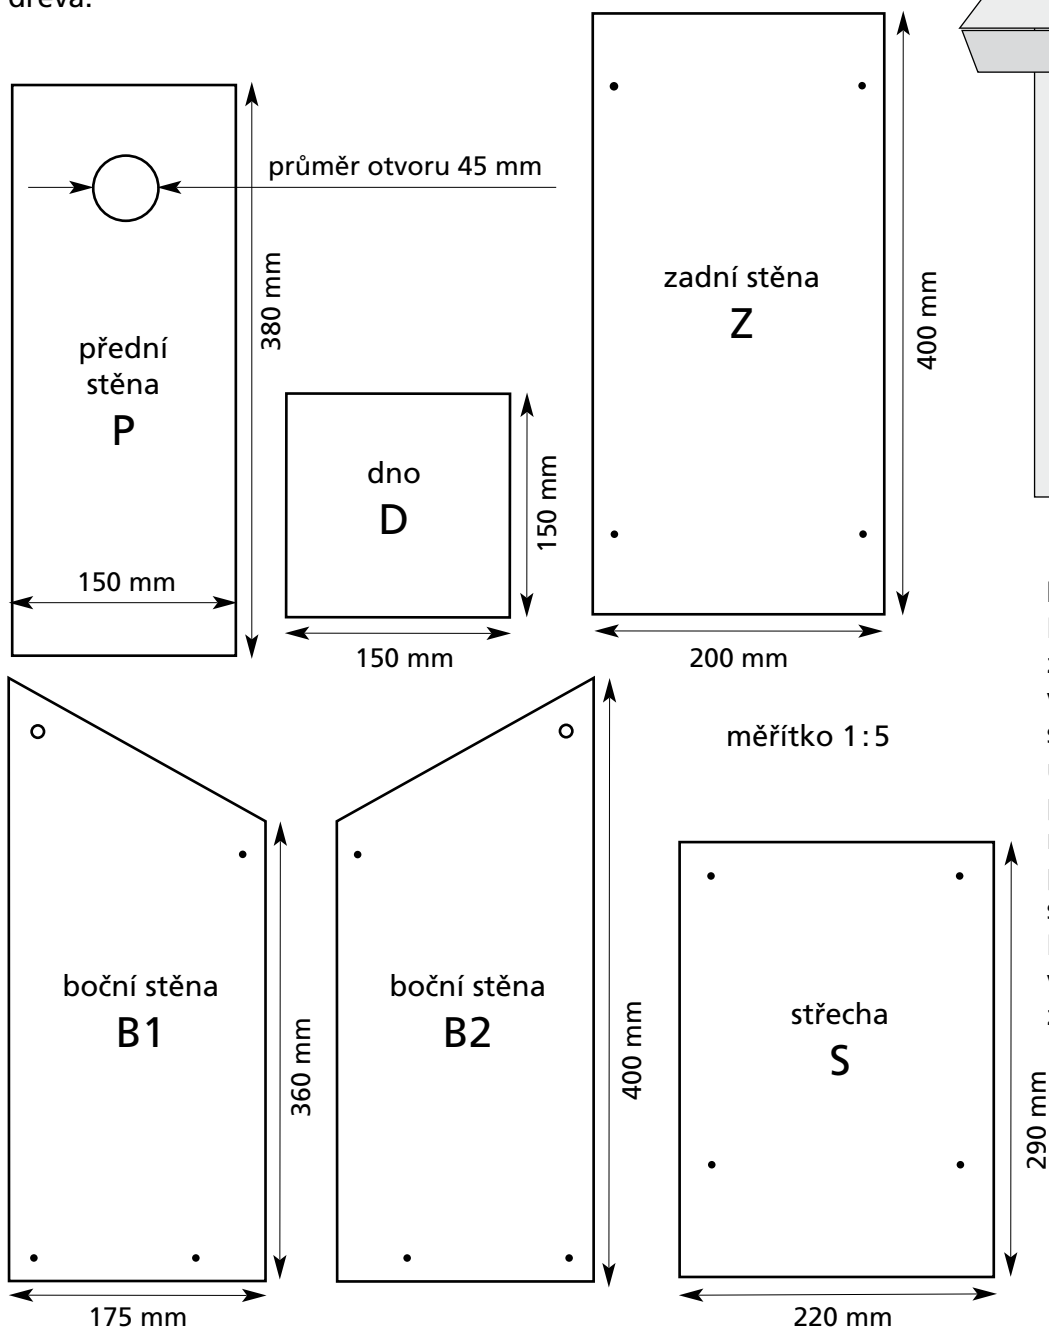 dřeva.
průměr otvoru 45 mm
380 mm
přední
stěna
P
150 mm
dno
D
150 mm
150 mm
zadní stěna
Z
400 mm
200 mm
měřítko 1:5
boční stěna
B1
360 mm
175 mm
boční stěna
B2
400 mm
střecha
S
290 mm
220 mm